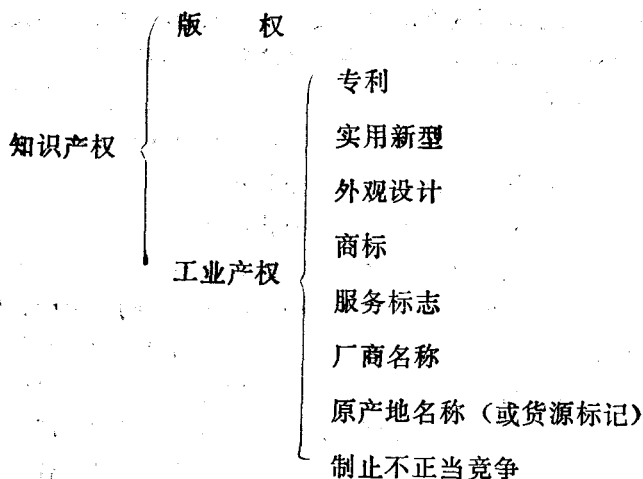 版 权
专利
实用新型
知识产权
外观设计
商标
工业产权
服务标志
厂商名称
原产地名称（或货源标记）
制止不正当竞争